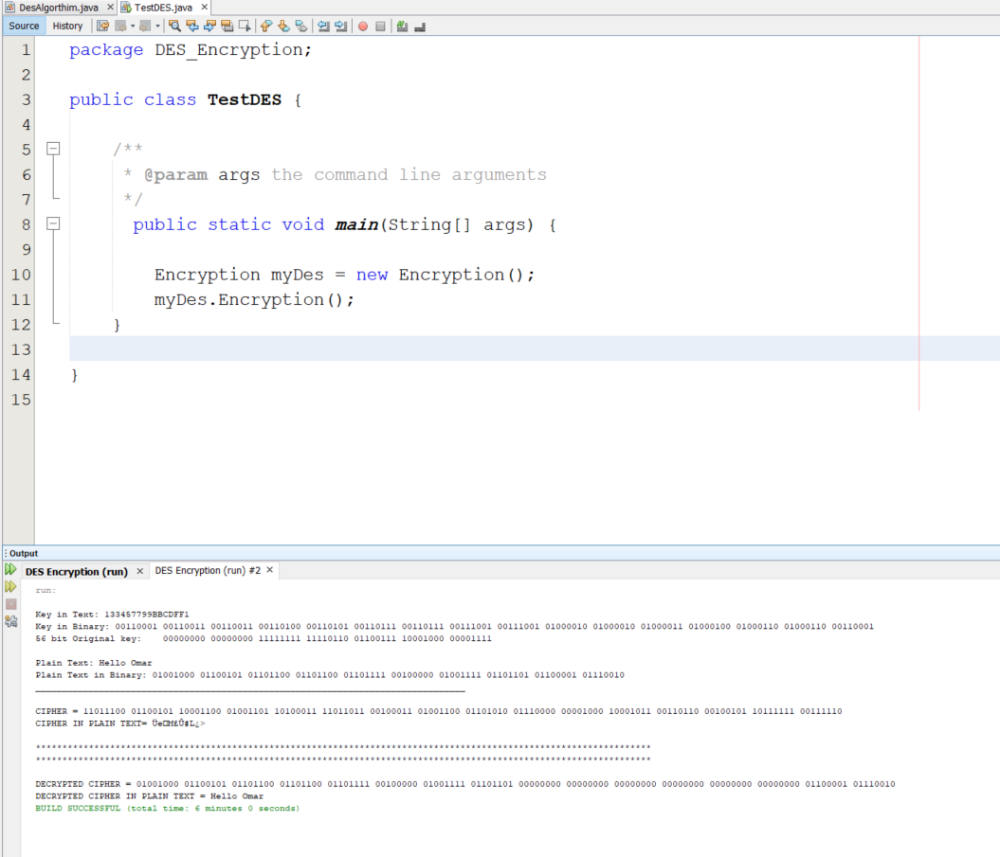 DesAlgorthim.java × TestDES.java ×
Source History
1 package DES_Encryption;
2
3 public class TestDES {
4
5 /**
6 * @param args the command line arguments
7 */
8 public static void main(String[] args) {
9
10 Encryption myDes = new Encryption();
11 myDes.Encryption();
12 }
13
14 }
15
Output
DES Encryption (run) × DES Encryption (run) #2 ×
run:
Key in Text: 133457799BBCDFF1
Key in Binary: 00110001 00110011 00110011 00110100 00110101 00110111 00110111 00111001 00111001 01000010 01000010 01000011 01000100 01000110 01000110 00110001
56 bit Original key: 00000000 00000000 11111111 11110110 01100111 10001000 00001111
Plain Text: Hello Omar
Plain Text in Binary: 01001000 01100101 01101100 01101100 01101111 00100000 01001111 01101101 01100001 01110010
CIPHER = 11011100 01100101 10001100 01001101 10100011 11011011 00100011 01001100 01101010 01110000 00001000 10001011 00110110 00100101 10111111 00111110
CIPHER IN PLAIN TEXT= ÜeM£Û#L¿>
********************************************************************************************************************
********************************************************************************************************************
DECRYPTED CIPHER = 01001000 01100101 01101100 01101100 01101111 00100000 01001111 01101101 00000000 00000000 00000000 00000000 00000000 00000000 01100001 01110010
DECRYPTED CIPHER IN PLAIN TEXT = Hello Omar
BUILD SUCCESSFUL (total time: 6 minutes 0 seconds)